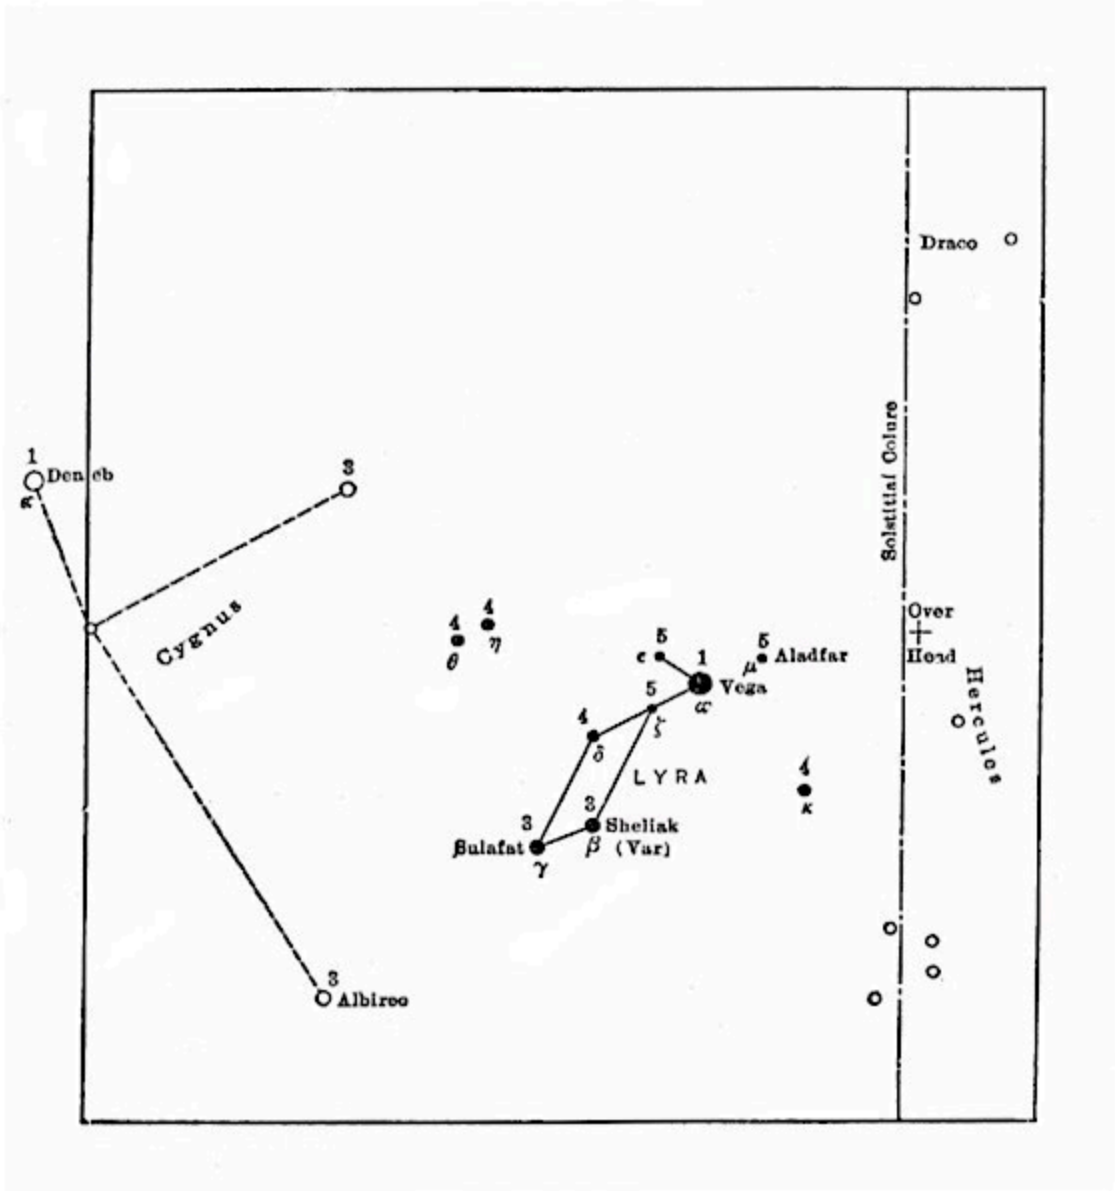 Draco
Solstitial Colure
1
Deneb
3
Cygnus
4
θ
4
η
Over
Head
5
ε
1
Vega
α
5
μ
Aladfar
5
ζ
4
δ
Hercules
LYRA
4
κ
3
Sheliak
β
(Var)
3
Sulafat
γ
3
Albireo